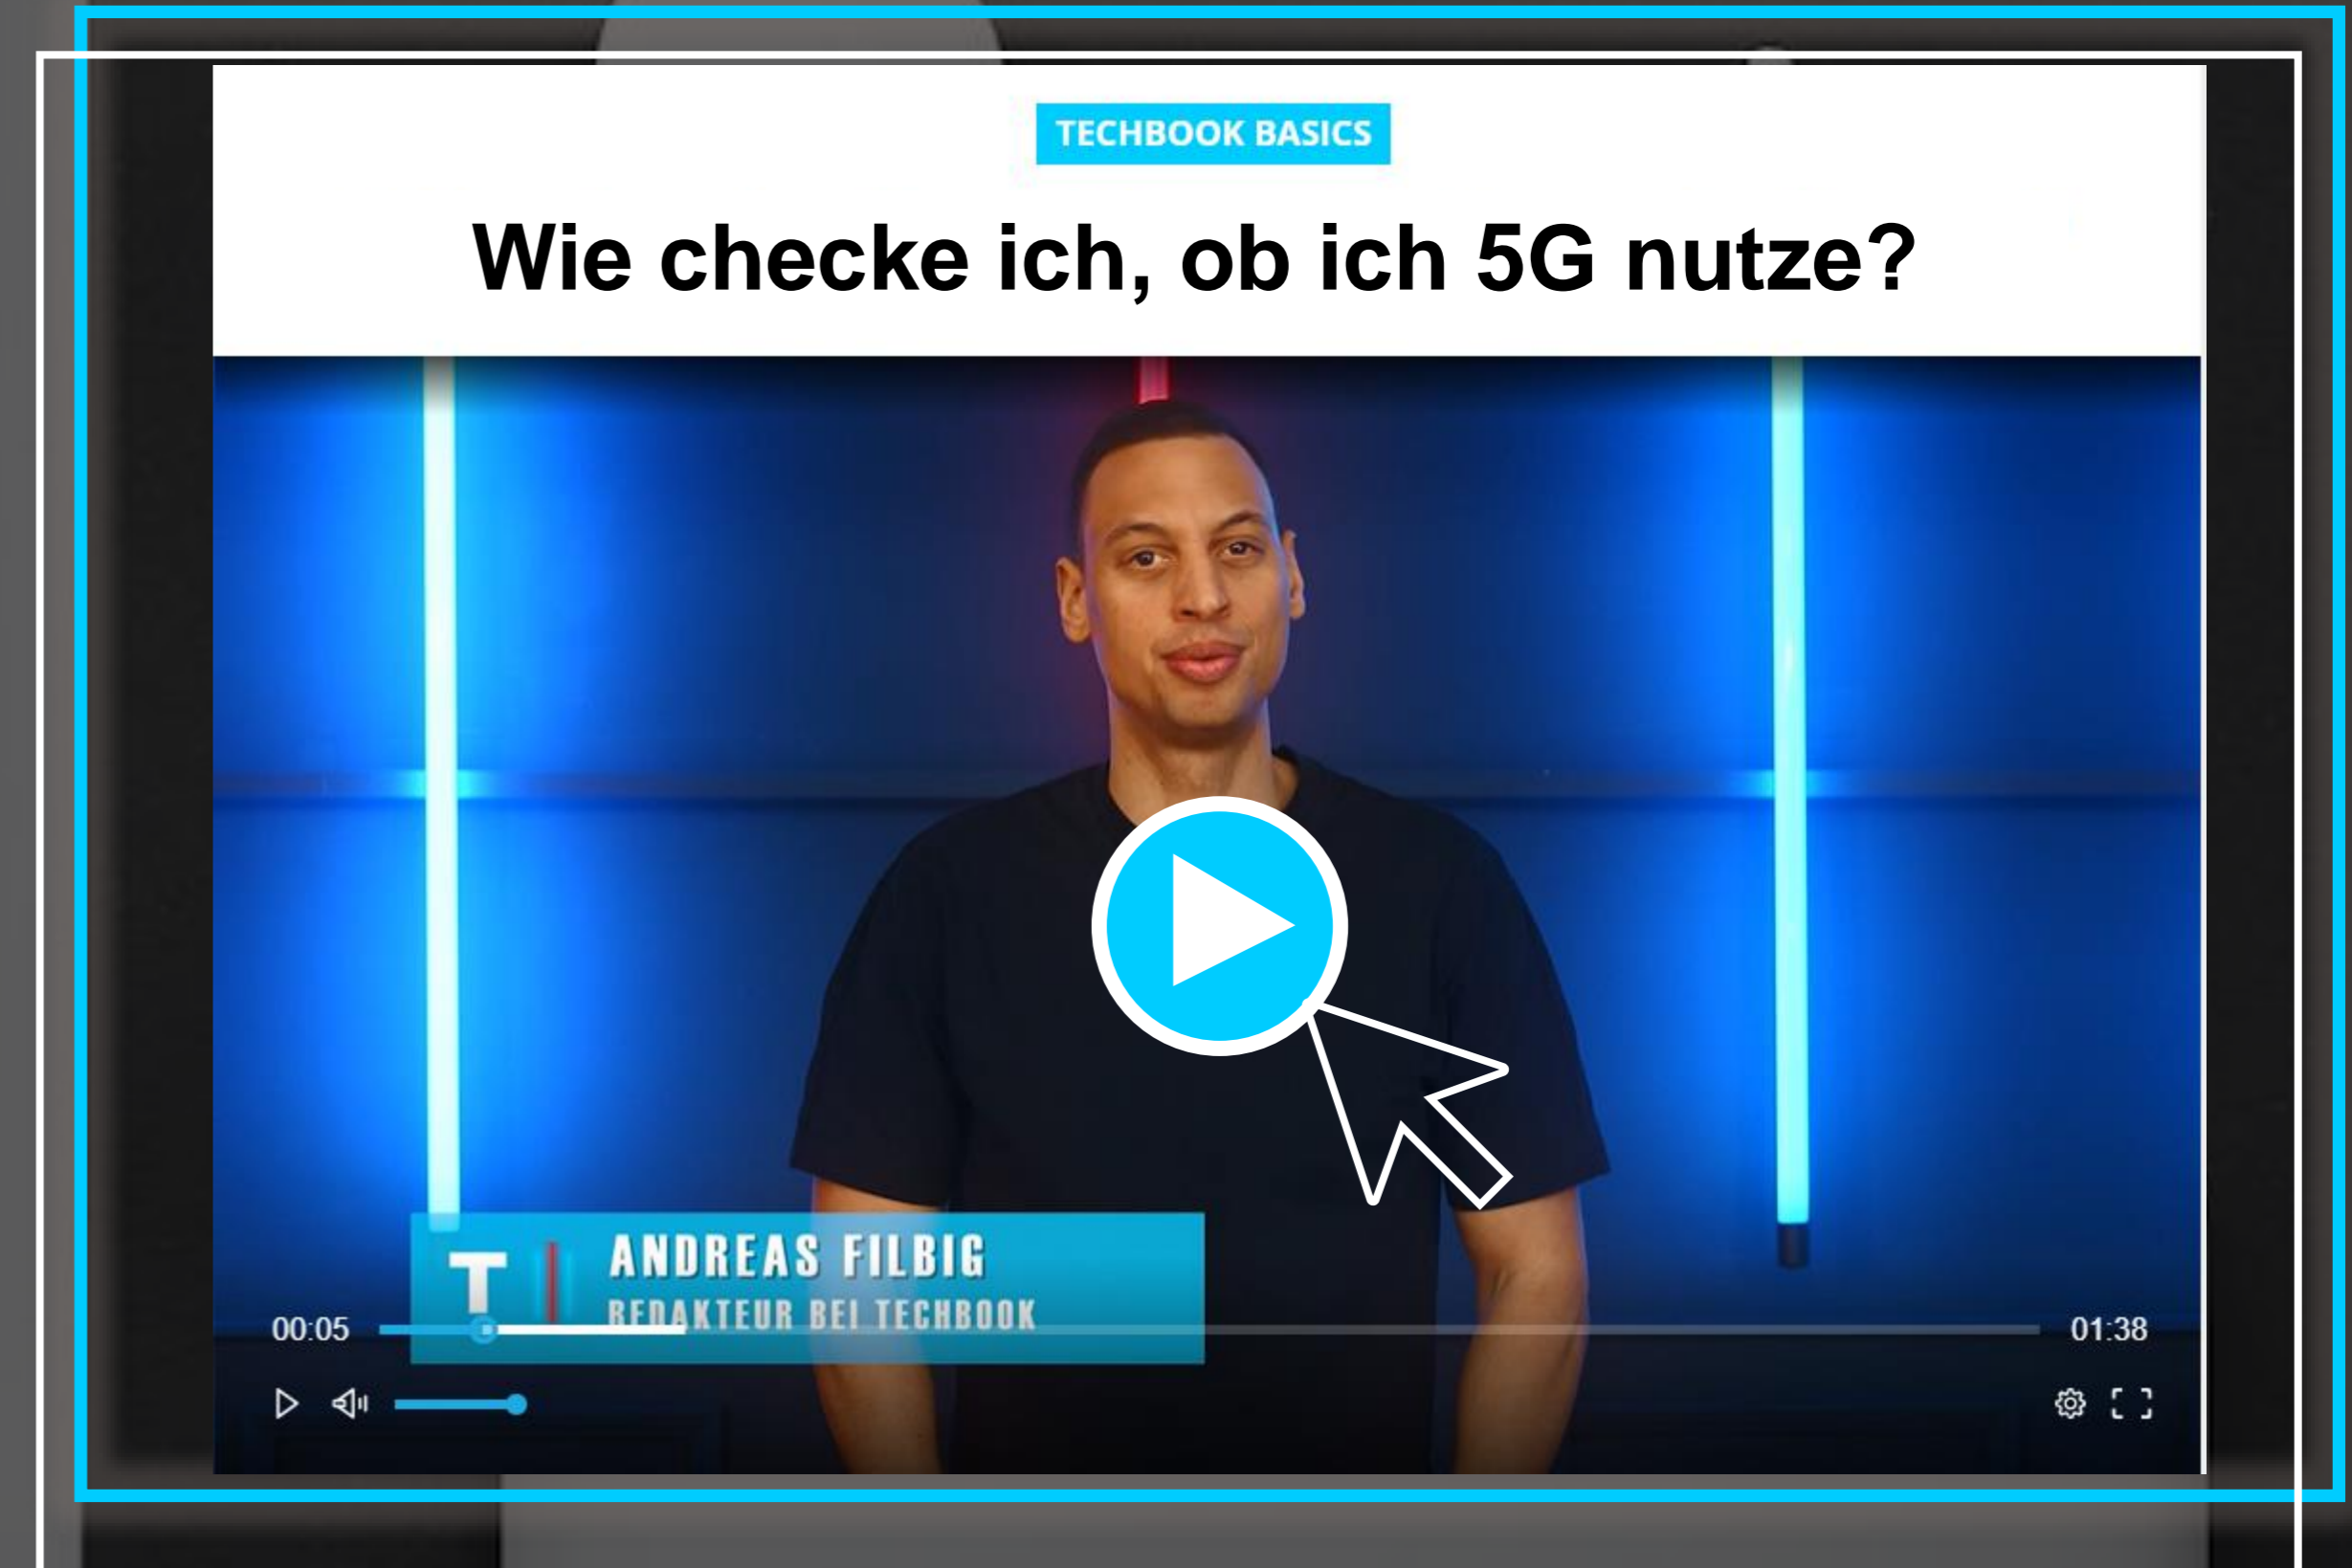 TECHBOOK BASICS
Wie checke ich, ob ich 5G nutze?
T
ANDREAS FILBIG
REDAKTEUR BEI TECHBOOK
00:05
01:38